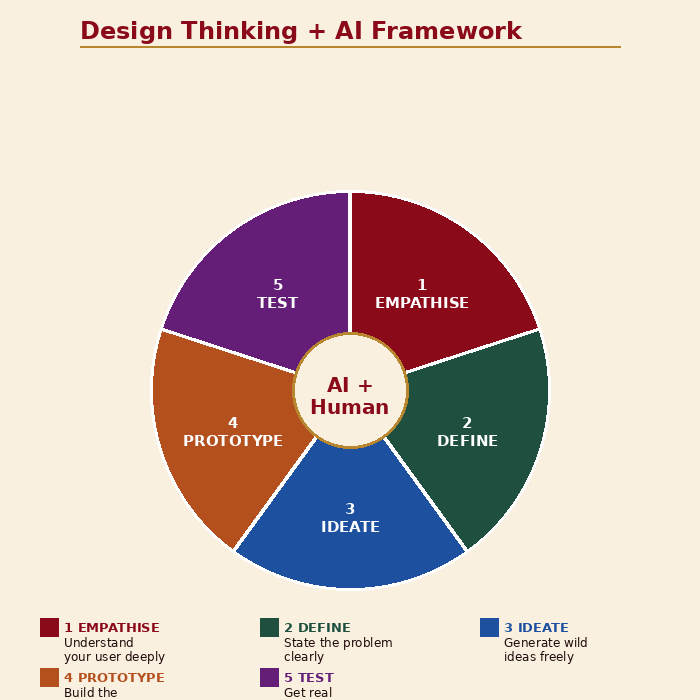 Design Thinking + AI Framework
5
TEST
1
EMPATHISE
AI +
Human
4
PROTOTYPE
2
DEFINE
3
IDEATE
1 EMPATHISE
Understand
your user deeply
2 DEFINE
State the problem
clearly
3 IDEATE
Generate wild
ideas freely
4 PROTOTYPE
Build the
5 TEST
Get real